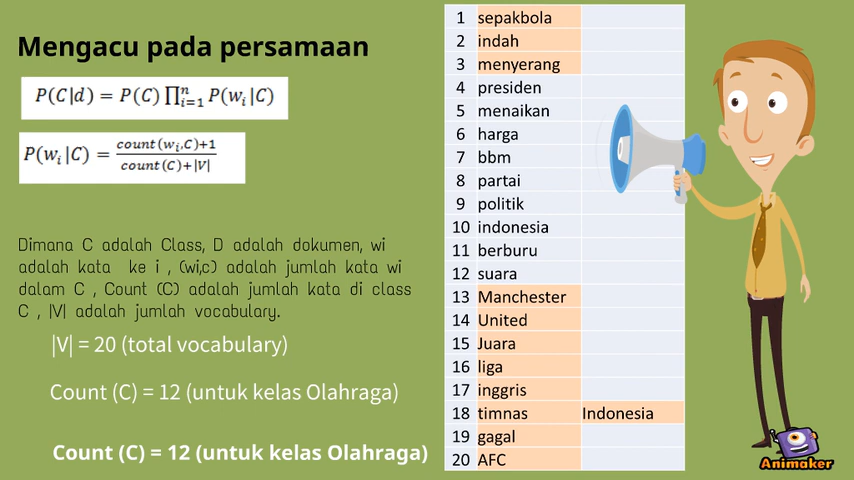 Mengacu pada persamaan
P(C|d) = P(C) ∏ⁿᵢ₌₁ P(wᵢ|C)
P(wᵢ|C) = count(wᵢ,C)+1 / count(C)+|V|
Dimana C adalah Class, D adalah dokumen, wi
adalah kata ke i , (wi,c) adalah jumlah kata wi
dalam C , Count (C) adalah jumlah kata di class
C , |V| adalah jumlah vocabulary.
|V| = 20 (total vocabulary)
Count (C) = 12 (untuk kelas Olahraga)
Count (C) = 12 (untuk kelas Olahraga)
1 sepakbola
2 indah
3 menyerang
4 presiden
5 menaikan
6 harga
7 bbm
8 partai
9 politik
10 indonesia
11 berburu
12 suara
13 Manchester
14 United
15 Juara
16 liga
17 inggris
18 timnas Indonesia
19 gagal
20 AFC
Animaker